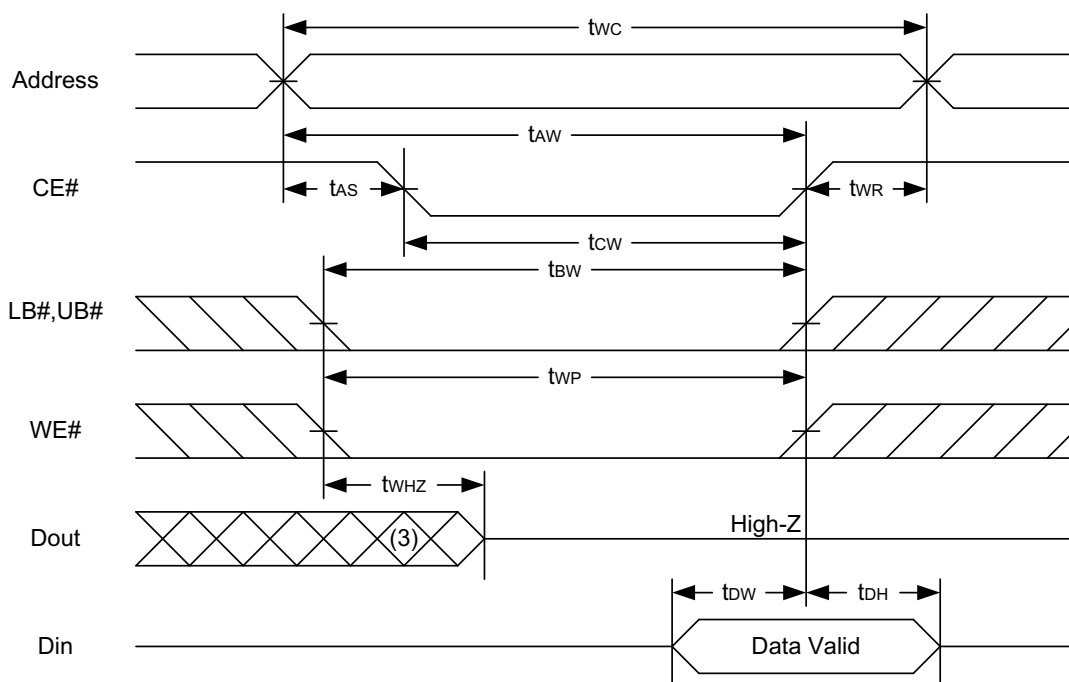 tWC
Address
tAW
CE#
tAS
tWR
tCW
tBW
LB#,UB#
tWP
WE#
tWHZ
Dout
(3)
High-Z
tDW
tDH
Din
Data Valid